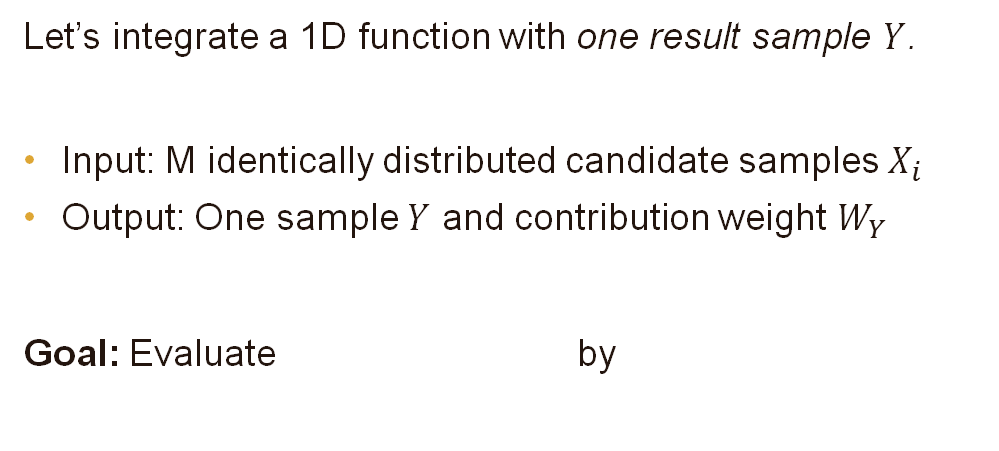 Let's integrate a 1D function with one result sample Y.
• Input: M identically distributed candidate samples Xᵢ
• Output: One sample Y and contribution weight W_Y
Goal: Evaluate by